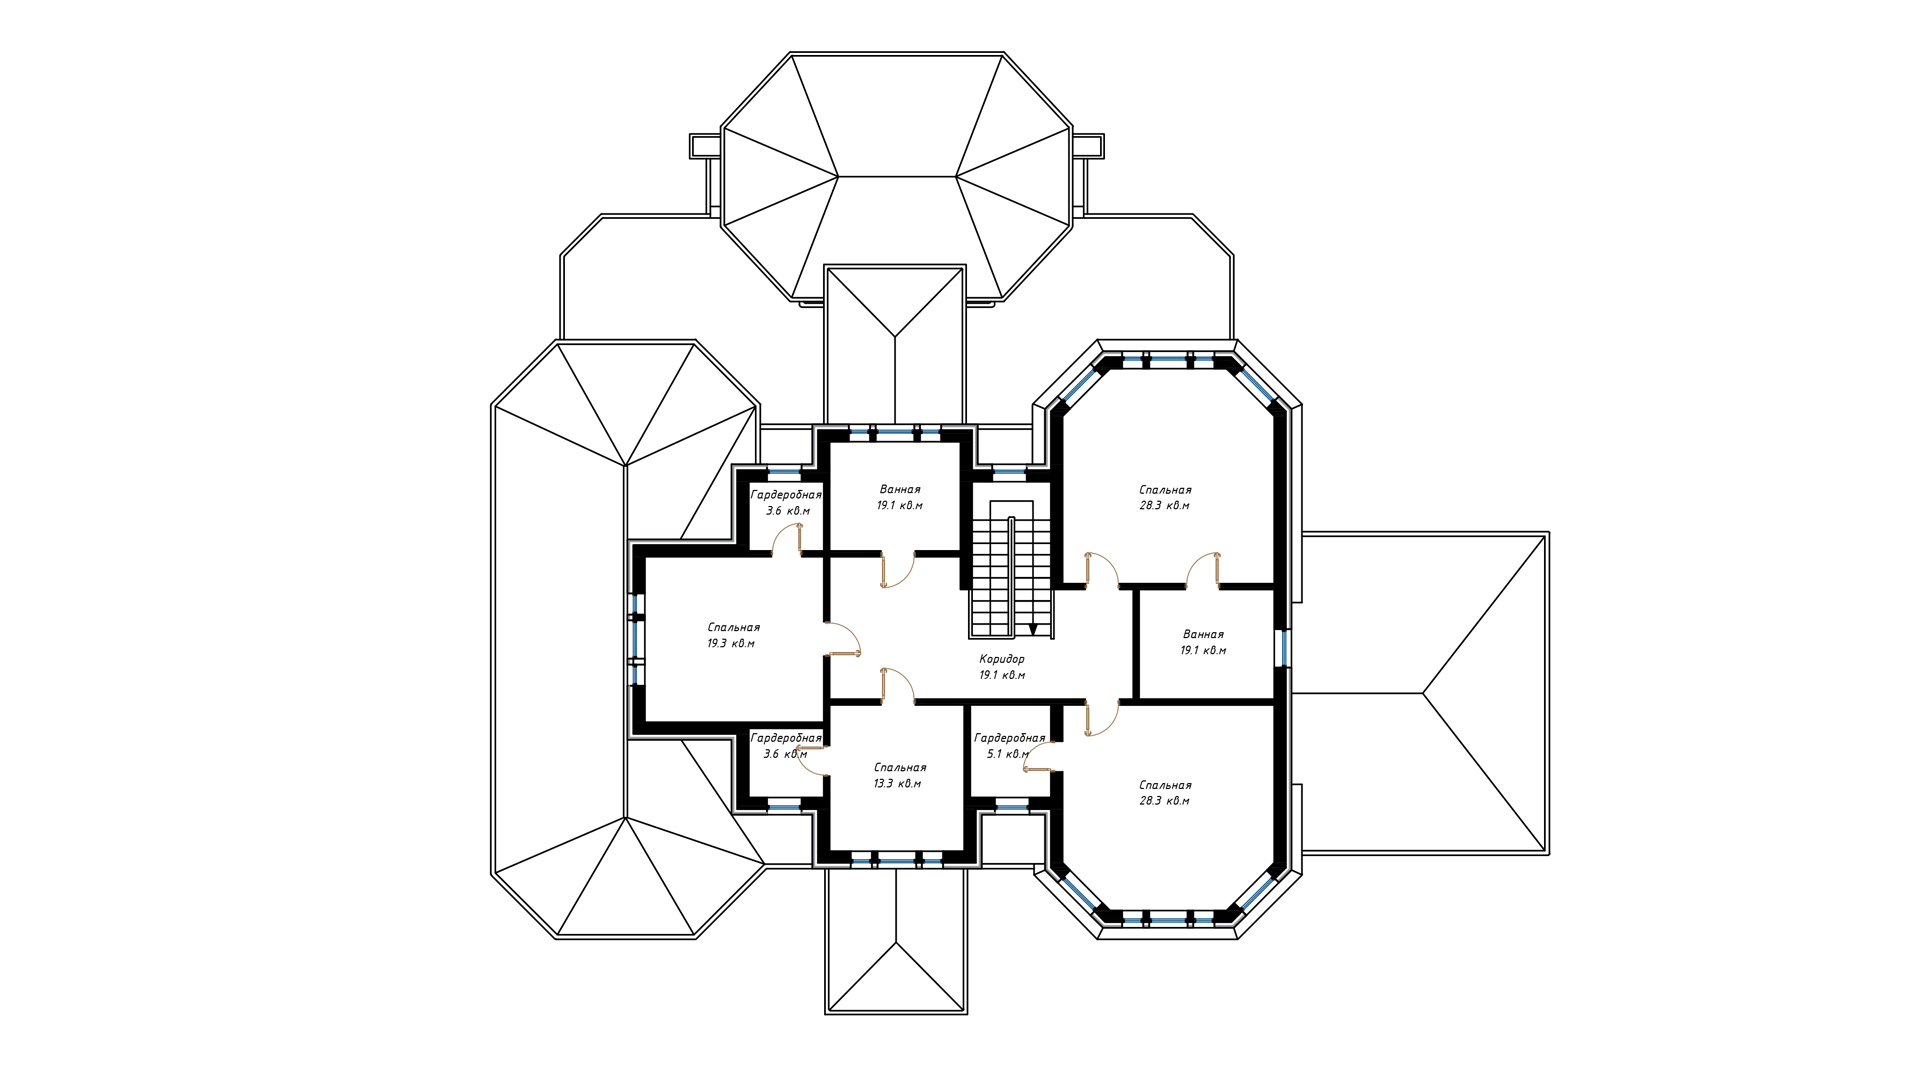 Гардеробная
3.6 кв.м
Ванная
19.1 кв.м
Спальная
28.3 кв.м
Спальная
19.3 кв.м
Коридор
19.1 кв.м
Ванная
19.1 кв.м
Гардеробная
3.6 кв.м
Спальная
13.3 кв.м
Гардеробная
5.1 кв.м
Спальная
28.3 кв.м